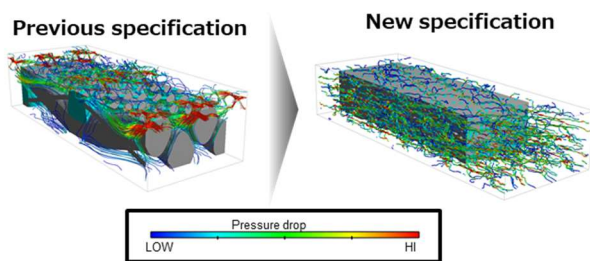 Previous specification
New specification
Pressure drop
LOW
HI